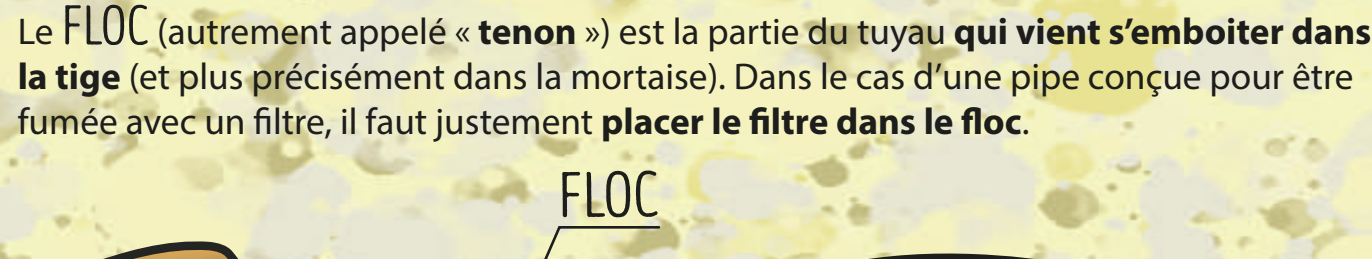 Le FLOC (autrement appelé « tenon ») est la partie du tuyau qui vient s’emboiter dans
la tige (et plus précisément dans la mortaise). Dans le cas d’une pipe conçue pour être
fumée avec un filtre, il faut justement placer le filtre dans le floc.
FLOC